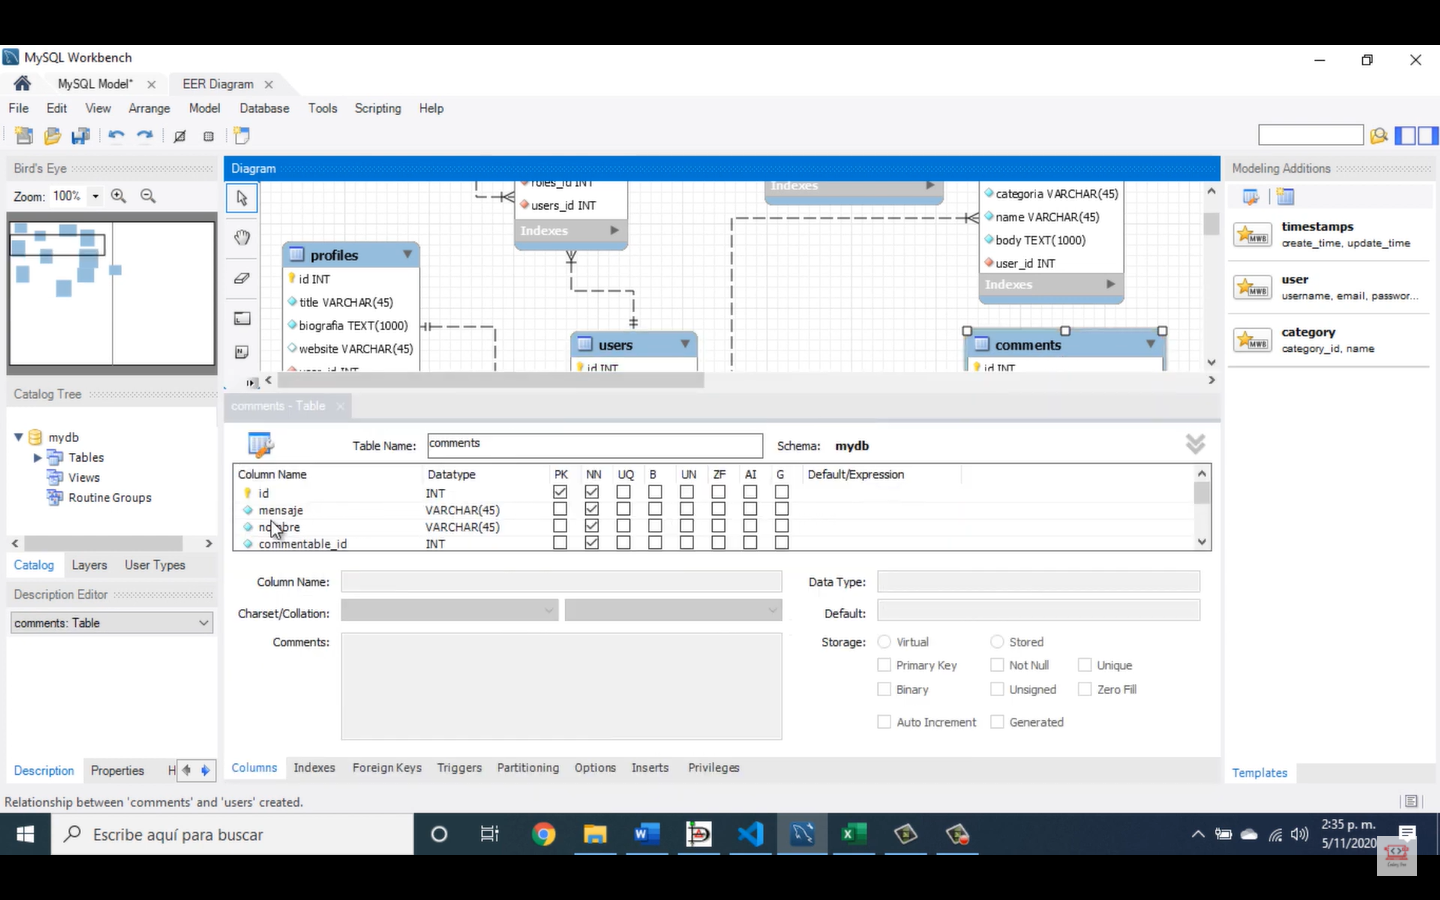 MySQL Workbench
MySQL Model* EER Diagram
File Edit View Arrange Model Database Tools Scripting Help
Bird's Eye
Zoom: 100%
Catalog Tree
mydb
Tables
Views
Routine Groups
Catalog Layers User Types
Description Editor
comments: Table
Description Properties H
Diagram
roles_id INT
users_id INT
Indexes
profiles
id INT
title VARCHAR(45)
biografia TEXT(1000)
website VARCHAR(45)
user_id INT
users
id INT
Indexes
categoria VARCHAR(45)
name VARCHAR(45)
body TEXT(1000)
user_id INT
Indexes
comments
id INT
comments - Table
Table Name: comments Schema: mydb
Column Name Datatype PK NN UQ B UN ZF AI G Default/Expression
id INT
mensaje VARCHAR(45)
nombre VARCHAR(45)
commentable_id INT
Column Name: Data Type:
Charset/Collation: Default:
Comments: Storage: Virtual Stored
Primary Key Not Null Unique
Binary Unsigned Zero Fill
Auto Increment Generated
Columns Indexes Foreign Keys Triggers Partitioning Options Inserts Privileges
Modeling Additions
timestamps
create_time, update_time
user
username, email, passwor...
category
category_id, name
Templates
Relationship between 'comments' and 'users' created.
Escribe aquí para buscar
2:35 p. m.
5/11/2020